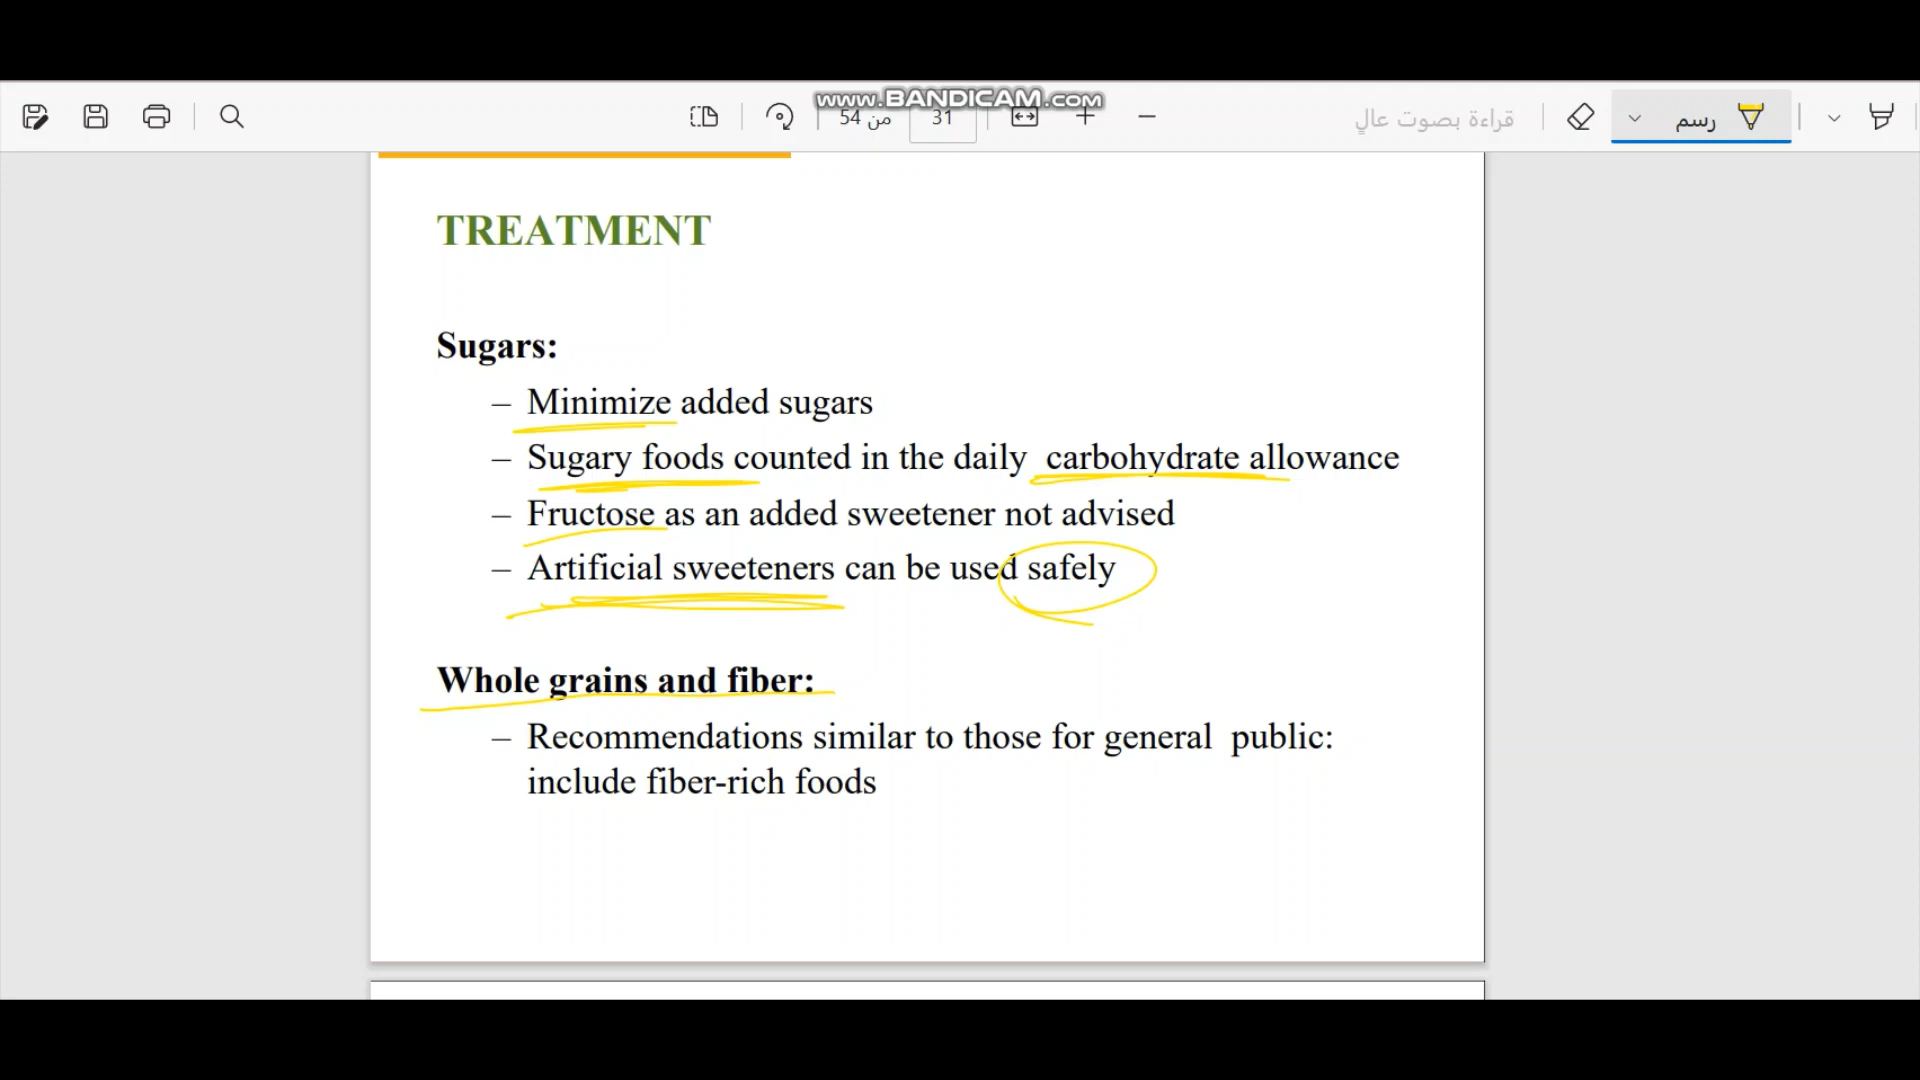 www.BANDICAM.com
31 من 54
قراءة بصوت عالٍ
رسم
TREATMENT
Sugars:
– Minimize added sugars
– Sugary foods counted in the daily carbohydrate allowance
– Fructose as an added sweetener not advised
– Artificial sweeteners can be used safely
Whole grains and fiber:
– Recommendations similar to those for general public:
include fiber-rich foods